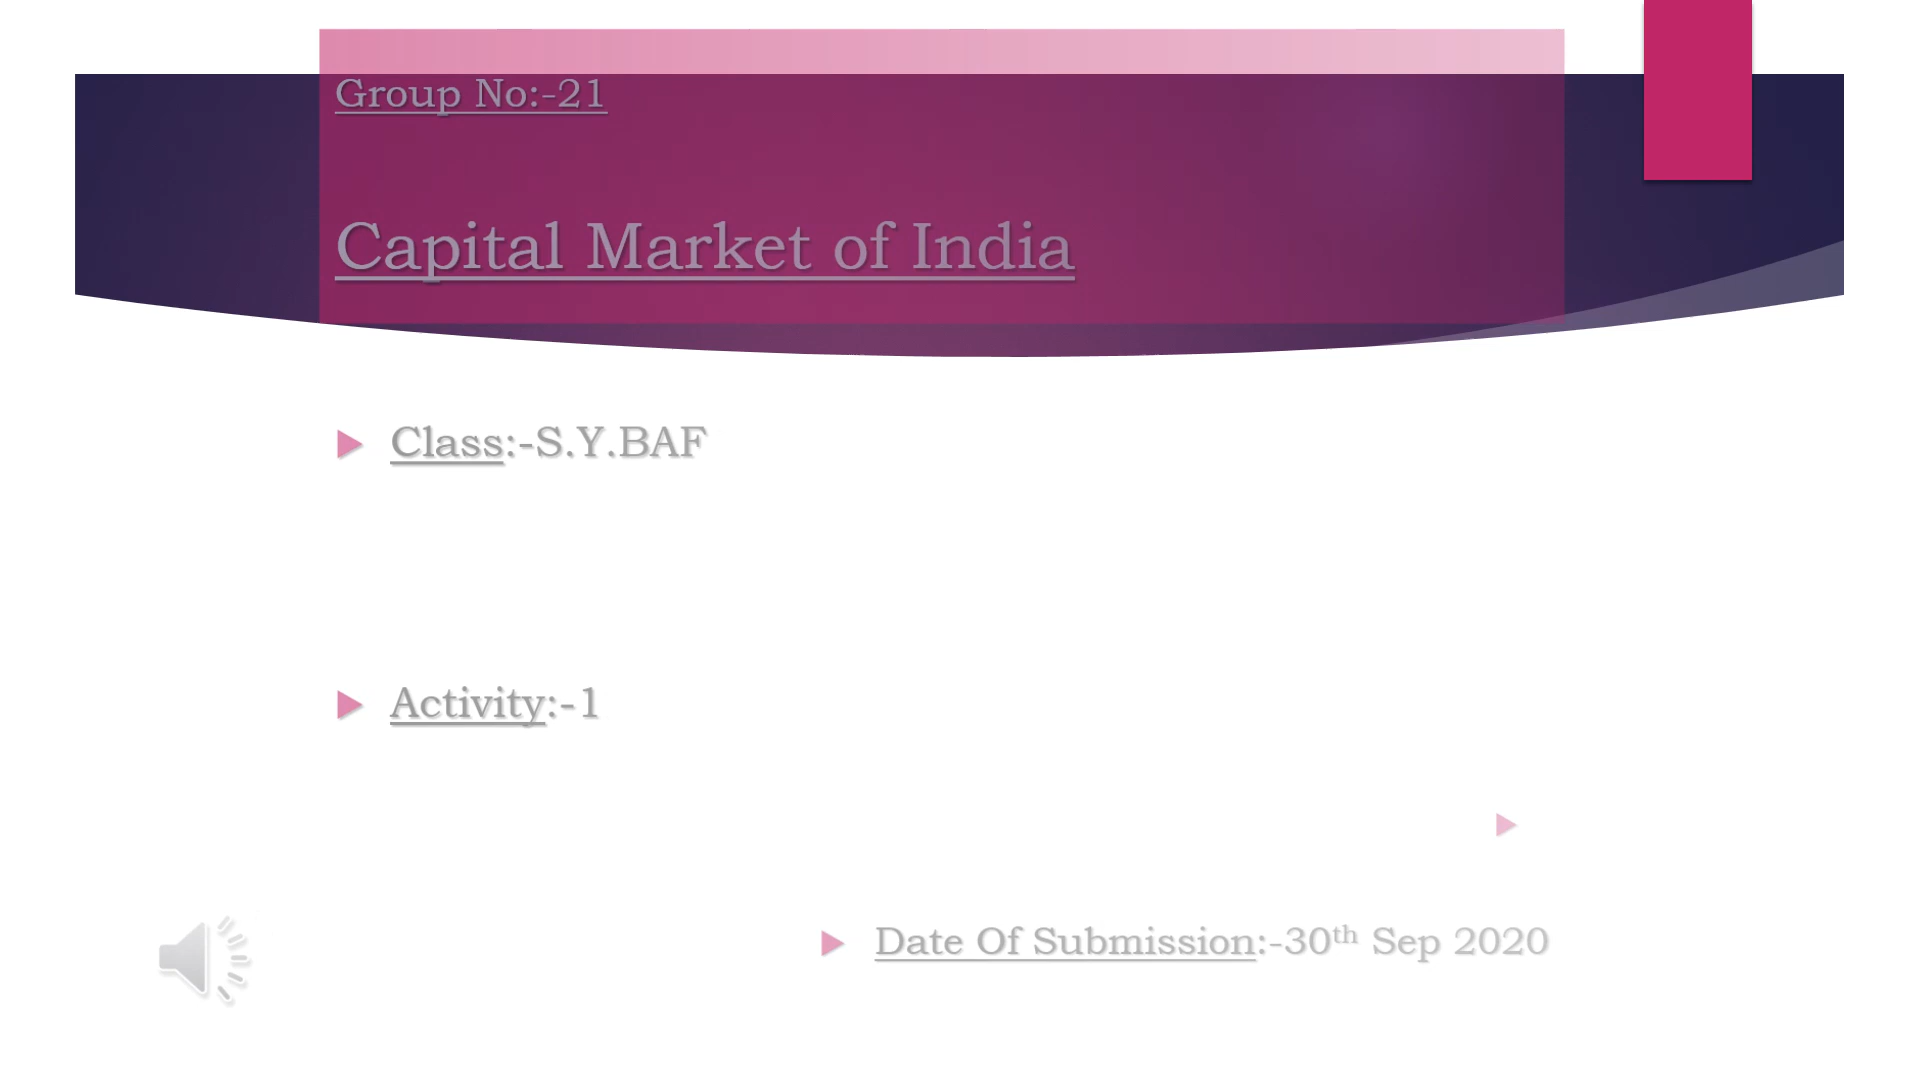 Group No:-21
Capital Market of India
Class:-S.Y.BAF
Activity:-1
Date Of Submission:-30th Sep 2020